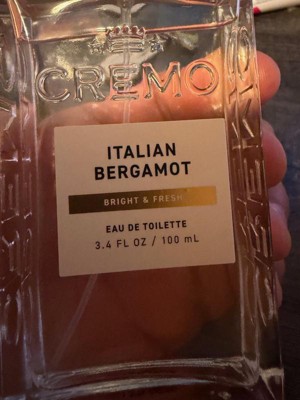 CREMO
ITALIAN
BERGAMOT
BRIGHT & FRESH
EAU DE TOILETTE
3.4 FL OZ / 100 mL